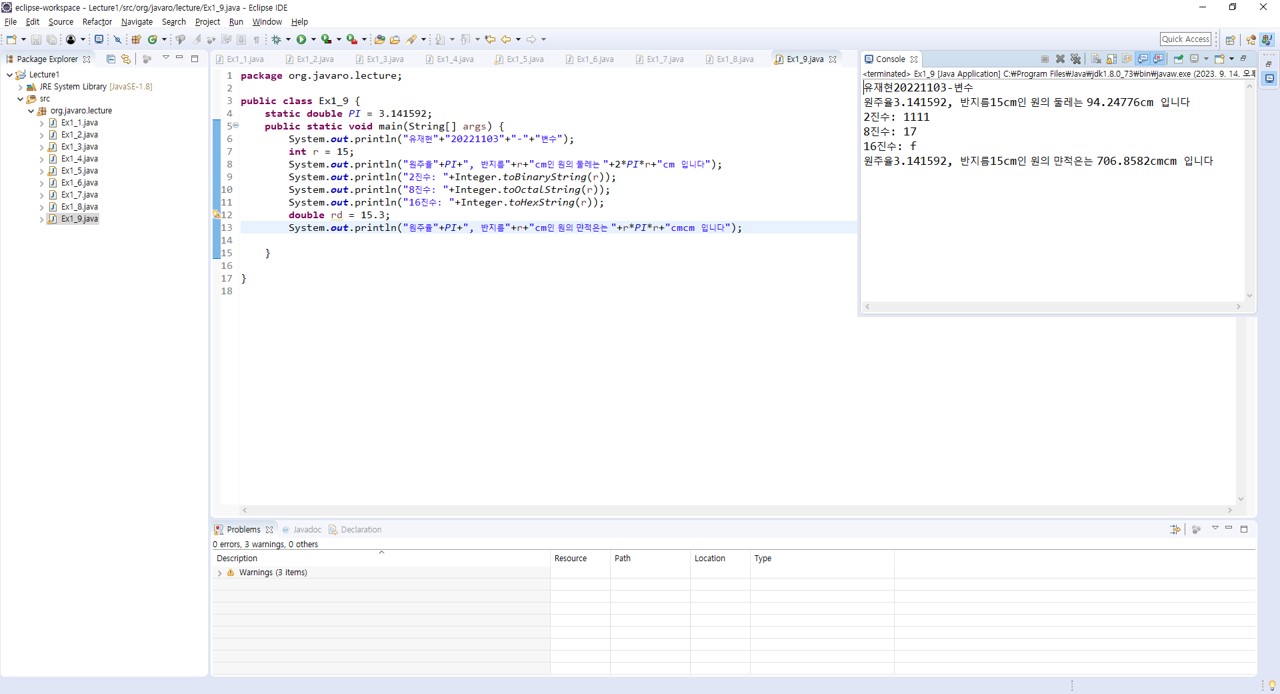 eclipse-workspace - Lecture1/src/org/javaro/lecture/Ex1_9.java - Eclipse IDE
File Edit Source Refactor Navigate Search Project Run Window Help
Quick Access
Package Explorer
Lecture1
JRE System Library [JavaSE-1.8]
src
org.javaro.lecture
Ex1_1.java
Ex1_2.java
Ex1_3.java
Ex1_4.java
Ex1_5.java
Ex1_6.java
Ex1_7.java
Ex1_8.java
Ex1_9.java
Ex1_1.java Ex1_2.java Ex1_3.java Ex1_4.java Ex1_5.java Ex1_6.java Ex1_7.java Ex1_8.java Ex1_9.java
1 package org.javaro.lecture;
2
3 public class Ex1_9 {
4 static double PI = 3.141592;
5 public static void main(String[] args) {
6 System.out.println("유재현"+"20221103"+"-"+"변수");
7 int r = 15;
8 System.out.println("원주율"+PI+", 반지름"+r+"cm인 원의 둘레는 "+2*PI*r+"cm 입니다");
9 System.out.println("2진수: "+Integer.toBinaryString(r));
10 System.out.println("8진수: "+Integer.toOctalString(r));
11 System.out.println("16진수: "+Integer.toHexString(r));
12 double rd = 15.3;
13 System.out.println("원주율"+PI+", 반지름"+r+"cm인 원의 먼적은는 "+r*PI*r+"cmcm 입니다");
14
15 }
16
17 }
18
Console
<terminated> Ex1_9 [Java Application] C:₩Program Files₩Java₩jdk1.8.0_73₩bin₩javaw.exe (2023. 9. 14. 오후
유재현20221103-변수
원주율3.141592, 반지름15cm인 원의 둘레는 94.24776cm 입니다
2진수: 1111
8진수: 17
16진수: f
원주율3.141592, 반지름15cm인 원의 먼적은는 706.8582cmcm 입니다
Problems Javadoc Declaration
0 errors, 3 warnings, 0 others
Description Resource Path Location Type
Warnings (3 items)